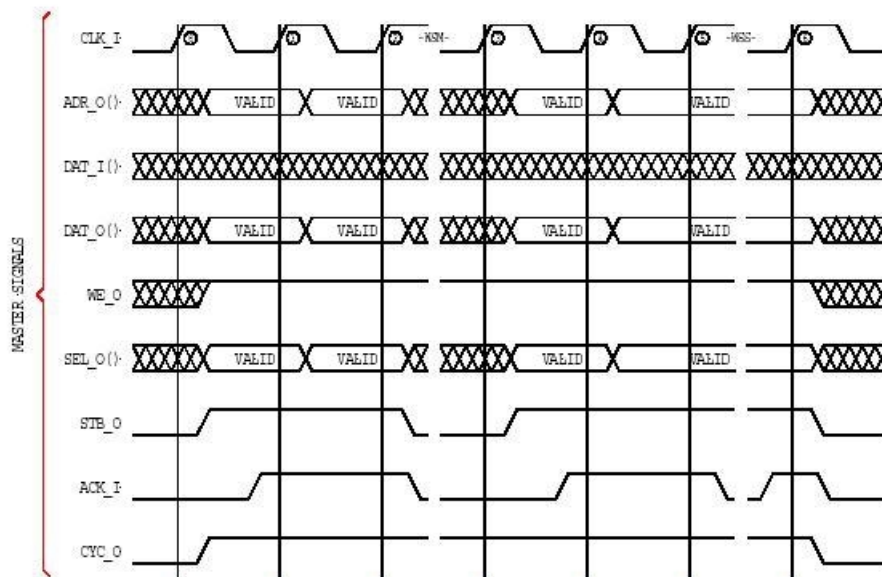 MASTER SIGNALS
CLK_I
-WSM-
-WSS-
ADR_O()
VALID VALID VALID VALID
DAT_I()
DAT_O()
VALID VALID VALID VALID
WE_O
SEL_O()
VALID VALID VALID VALID
STB_O
ACK_I
CYC_O